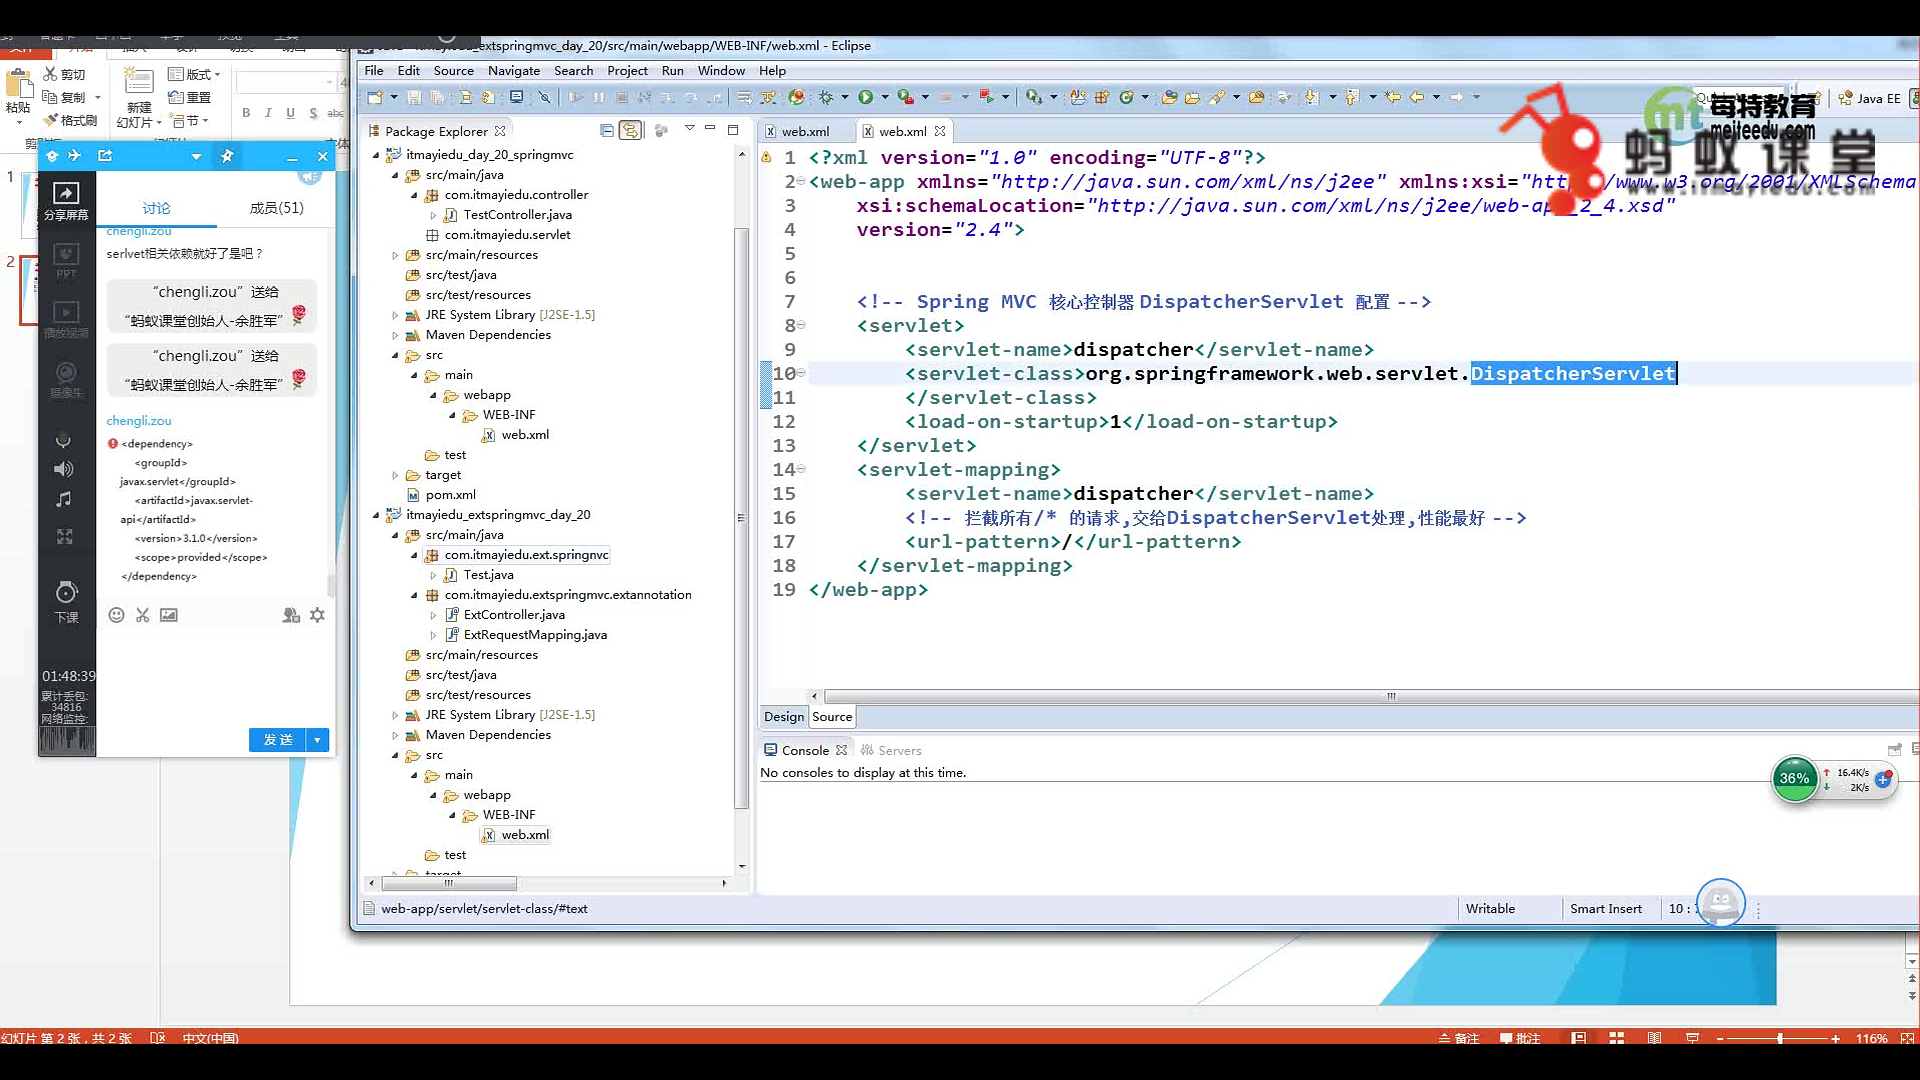 _extspringmvc_day_20/src/main/webapp/WEB-INF/web.xml - Eclipse
File Edit Source Navigate Search Project Run Window Help
剪切
复制
格式刷
粘贴
新建
幻灯片
版式
重置
节
B I U S abc
Java EE
每特教育
meiteedu.com
蚂蚁课堂
www.itmayiedu.com
1
2
分享屏幕
PPT
播放视频
摄像头
下课
01:48:39
累计丢包:
34816
网络监控:
讨论
成员(51)
chengli.zou
serlvet相关依赖就好了是吧？
“chengli.zou”送给
“蚂蚁课堂创始人-余胜军”
“chengli.zou”送给
“蚂蚁课堂创始人-余胜军”
chengli.zou
<dependency>
<groupId>
javax.servlet</groupId>
<artifactId>javax.servlet-
api</artifactId>
<version>3.1.0</version>
<scope>provided</scope>
</dependency>
发送
Package Explorer
itmayiedu_day_20_springmvc
src/main/java
com.itmayiedu.controller
TestController.java
com.itmayiedu.servlet
src/main/resources
src/test/java
src/test/resources
JRE System Library [J2SE-1.5]
Maven Dependencies
src
main
webapp
WEB-INF
web.xml
test
target
pom.xml
itmayiedu_extspringmvc_day_20
src/main/java
com.itmayiedu.ext.springnvc
Test.java
com.itmayiedu.extspringmvc.extannotation
ExtController.java
ExtRequestMapping.java
src/main/resources
src/test/java
src/test/resources
JRE System Library [J2SE-1.5]
Maven Dependencies
src
main
webapp
WEB-INF
web.xml
test
target
web.xml
web.xml
1 <?xml version="1.0" encoding="UTF-8"?>
2 <web-app xmlns="http://java.sun.com/xml/ns/j2ee" xmlns:xsi="http://www.w3.org/2001/XMLSchema
3 xsi:schemaLocation="http://java.sun.com/xml/ns/j2ee/web-app_2_4.xsd"
4 version="2.4">
5
6
7 <!-- Spring MVC 核心控制器 DispatcherServlet 配置 -->
8 <servlet>
9 <servlet-name>dispatcher</servlet-name>
10 <servlet-class>org.springframework.web.servlet.DispatcherServlet
11 </servlet-class>
12 <load-on-startup>1</load-on-startup>
13 </servlet>
14 <servlet-mapping>
15 <servlet-name>dispatcher</servlet-name>
16 <!-- 拦截所有/* 的请求,交给DispatcherServlet处理,性能最好 -->
17 <url-pattern>/</url-pattern>
18 </servlet-mapping>
19 </web-app>
Design Source
Console Servers
No consoles to display at this time.
36%
16.4K/s
2K/s
web-app/servlet/servlet-class/#text
Writable
Smart Insert
10 :
幻灯片 第 2 张，共 2 张
中文(中国)
备注
批注
116%